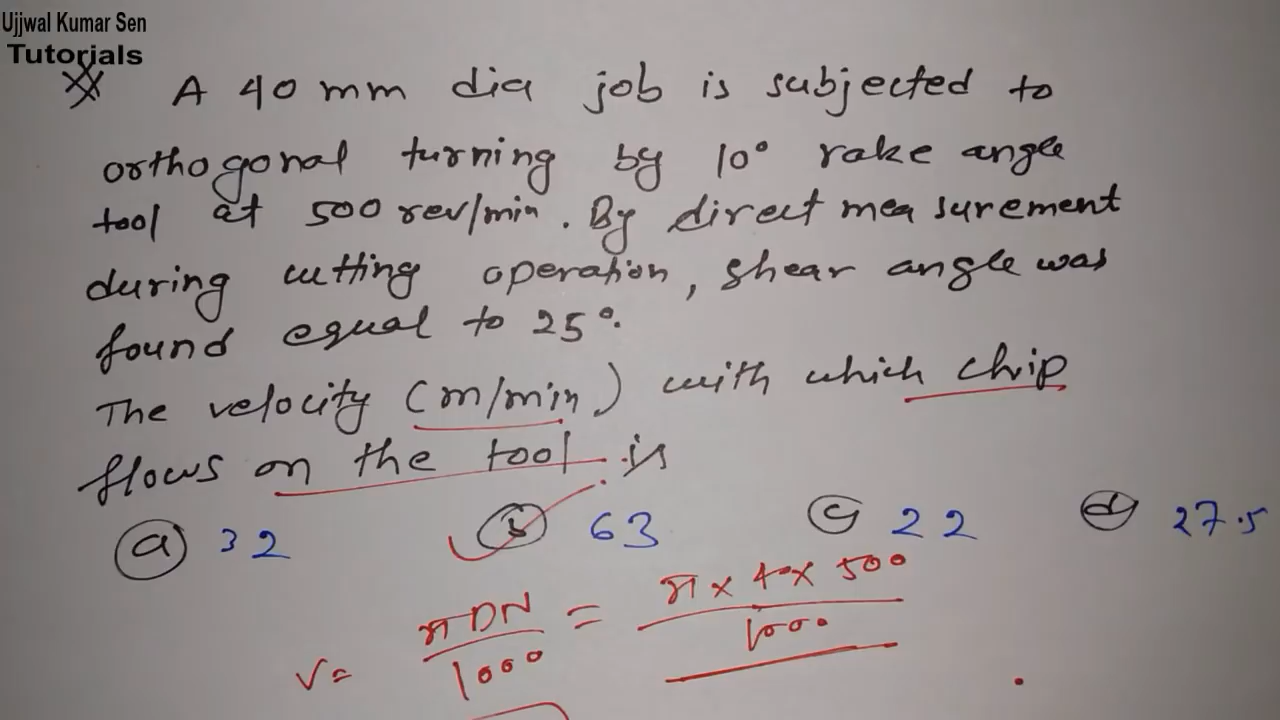 Ujjwal Kumar Sen
Tutorials
A 40 mm dia job is subjected to
orthogonal turning by 10° rake angle
tool at 500 rev/min. By direct measurement
during cutting operation, shear angle was
found equal to 25°.
The velocity (m/min) with which chip
flows on the tool is
(a) 32 (b) 63 (c) 22 (d) 27.5
V = πDN/1000 = π × 40 × 500/1000